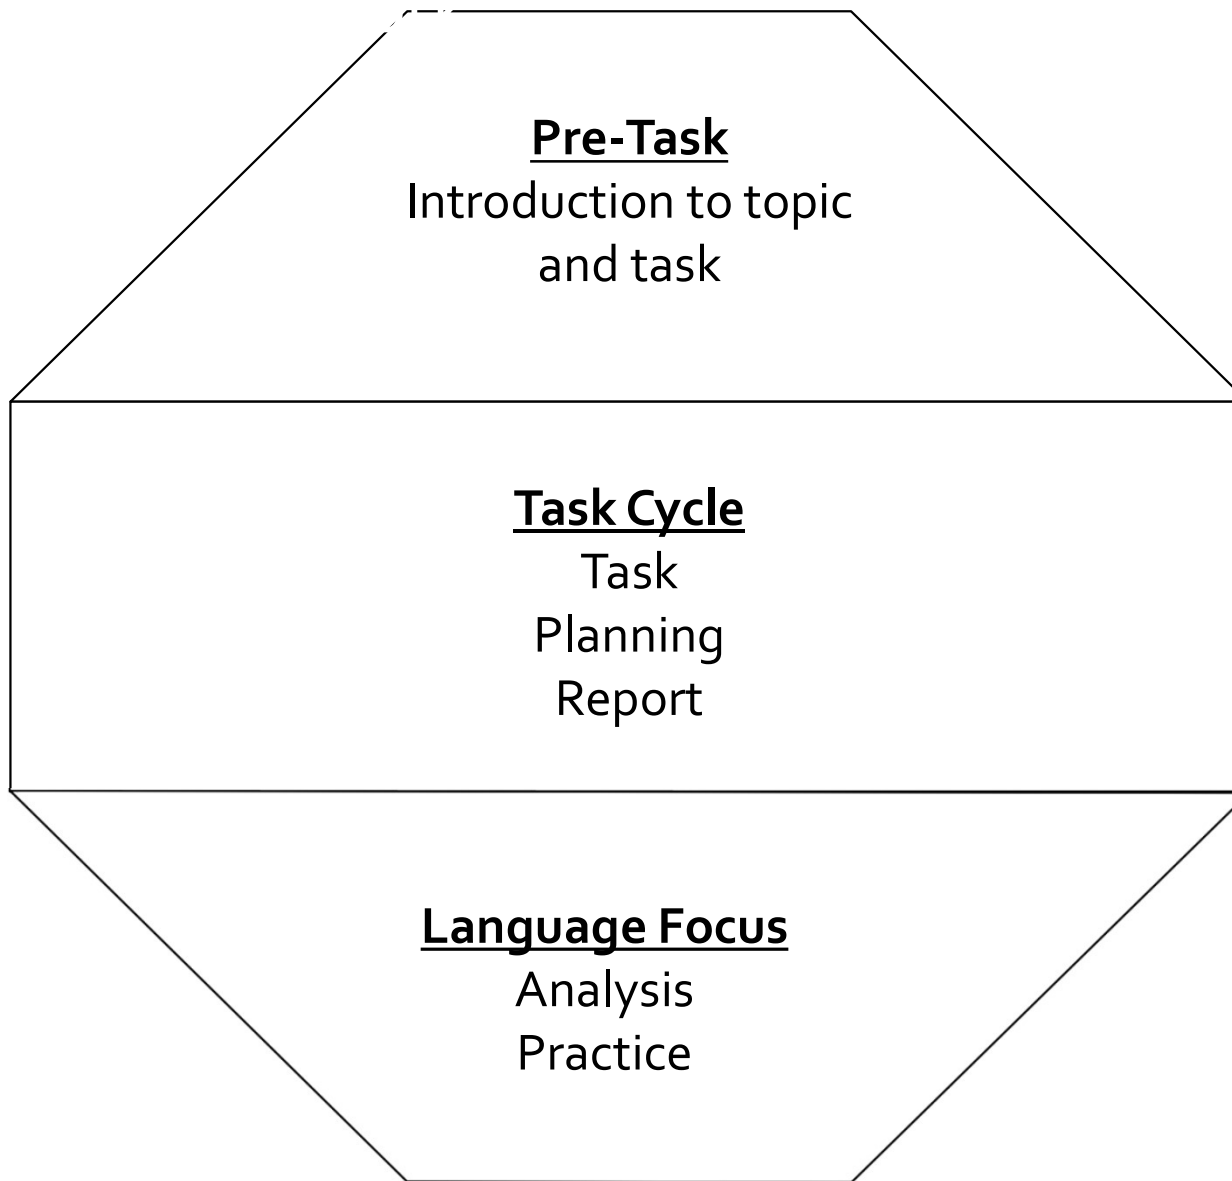 Pre-Task
Introduction to topic
and task
Task Cycle
Task
Planning
Report
Language Focus
Analysis
Practice